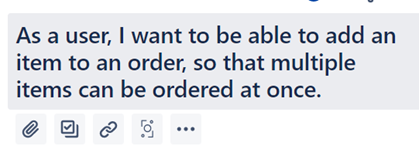 As a user, I want to be able to add an
item to an order, so that multiple
items can be ordered at once.